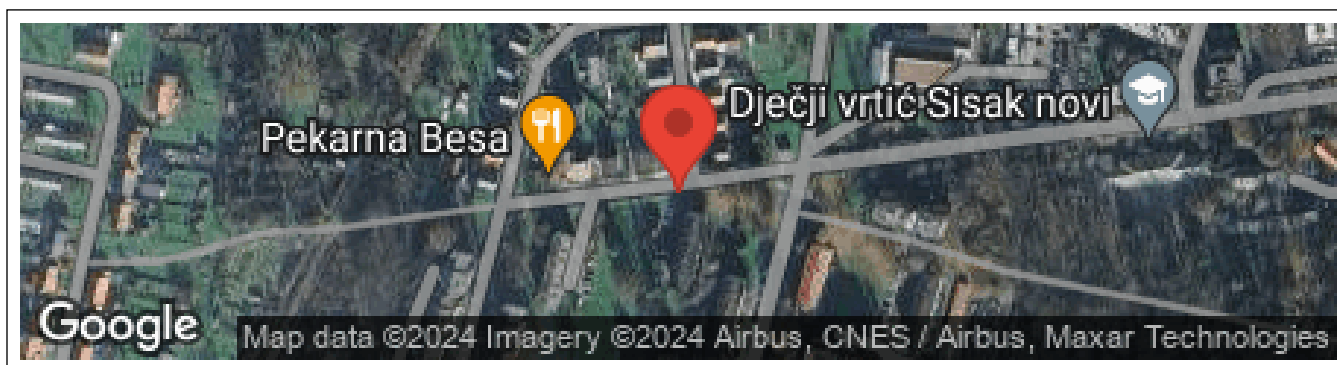 Pekarna Besa
Dječji vrtić Sisak novi
Google
Map data ©2024 Imagery ©2024 Airbus, CNES / Airbus, Maxar Technologies